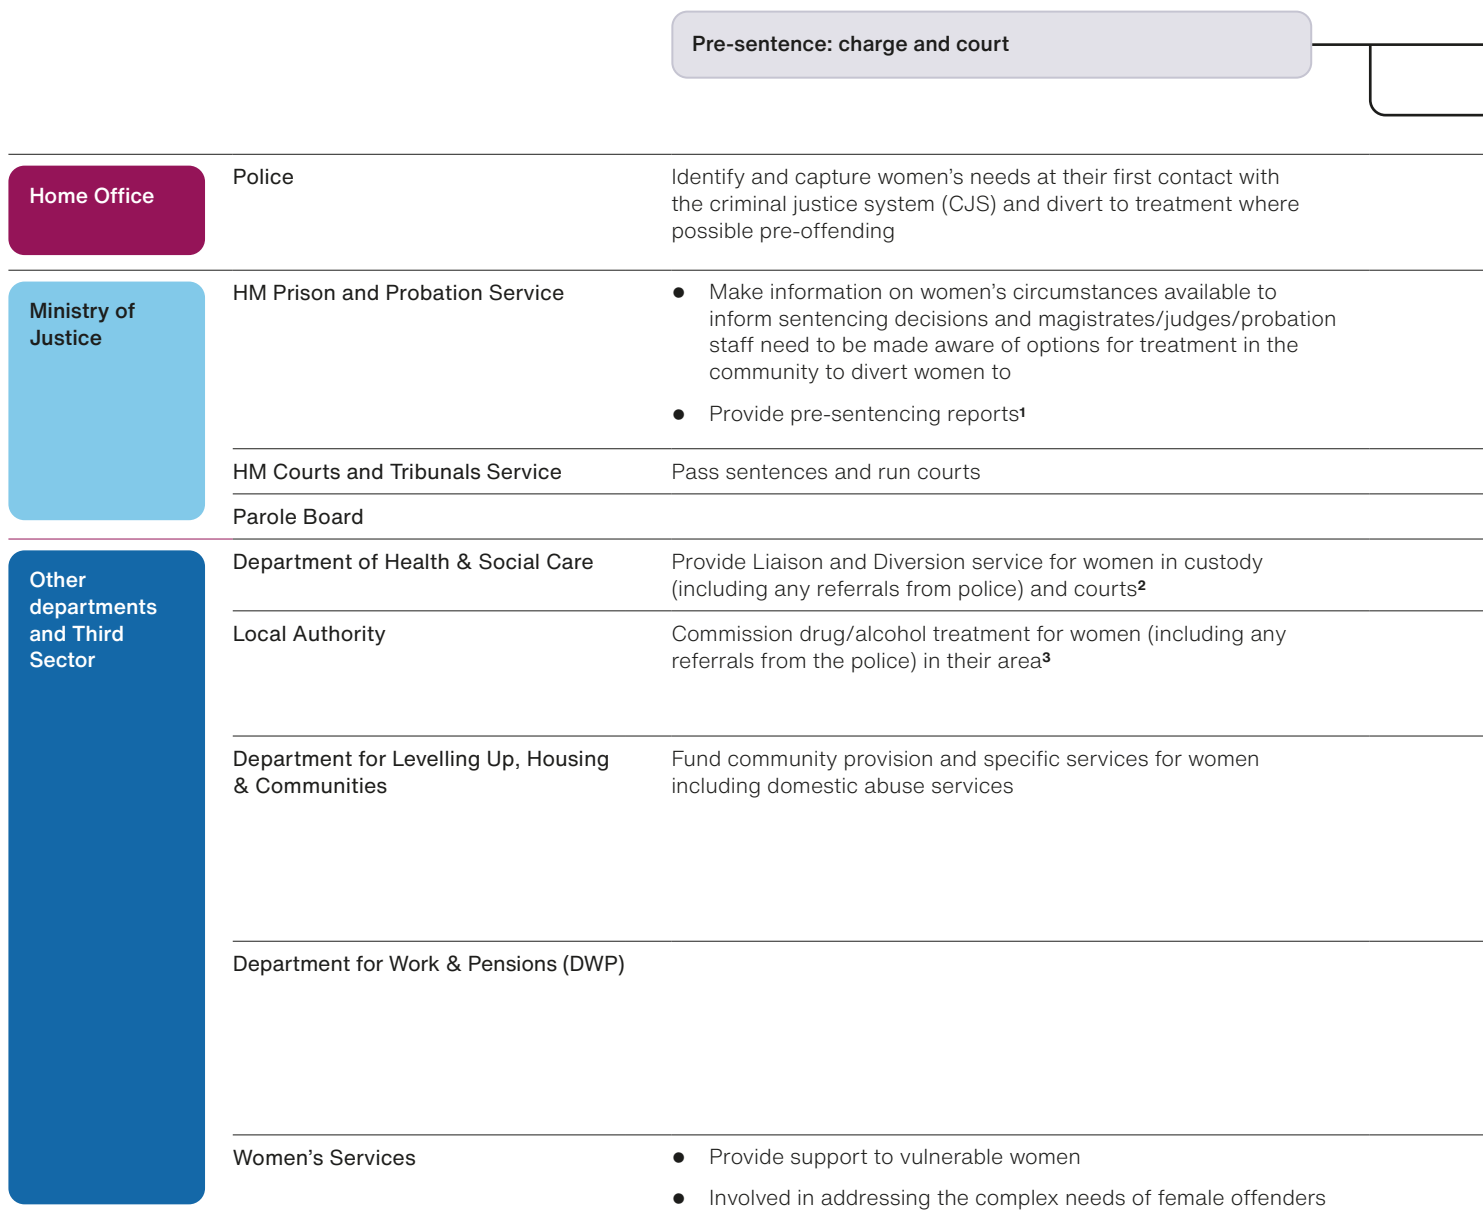 Pre-sentence: charge and court
Home Office
Police
Identify and capture women’s needs at their first contact with
the criminal justice system (CJS) and divert to treatment where
possible pre-offending
Ministry of
Justice
HM Prison and Probation Service
● Make information on women’s circumstances available to
inform sentencing decisions and magistrates/judges/probation
staff need to be made aware of options for treatment in the
community to divert women to
● Provide pre-sentencing reports¹
HM Courts and Tribunals Service
Pass sentences and run courts
Parole Board
Other
departments
and Third
Sector
Department of Health & Social Care
Provide Liaison and Diversion service for women in custody
(including any referrals from police) and courts²
Local Authority
Commission drug/alcohol treatment for women (including any
referrals from the police) in their area³
Department for Levelling Up, Housing
& Communities
Fund community provision and specific services for women
including domestic abuse services
Department for Work & Pensions (DWP)
Women’s Services
● Provide support to vulnerable women
● Involved in addressing the complex needs of female offenders